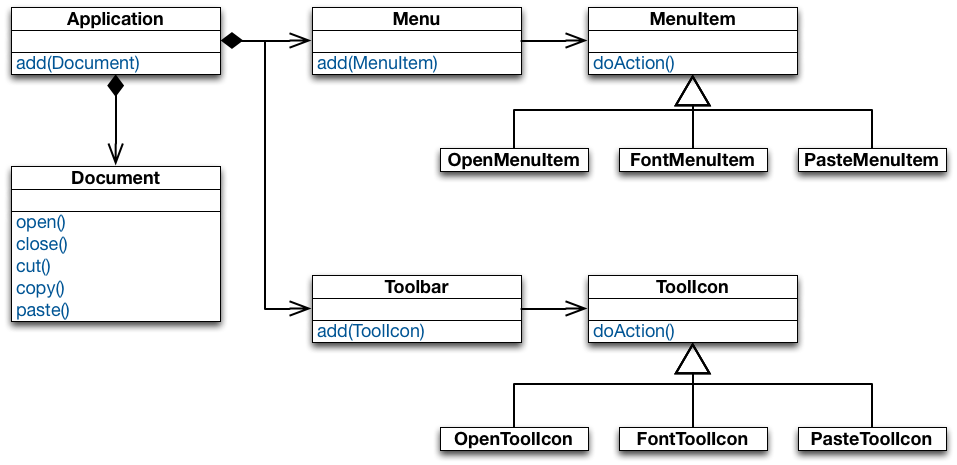 Application
add(Document)
Menu
add(MenuItem)
MenuItem
doAction()
OpenMenuItem
FontMenuItem
PasteMenuItem
Document
open()
close()
cut()
copy()
paste()
Toolbar
add(ToolIcon)
ToolIcon
doAction()
OpenToolIcon
FontToolIcon
PasteToolIcon